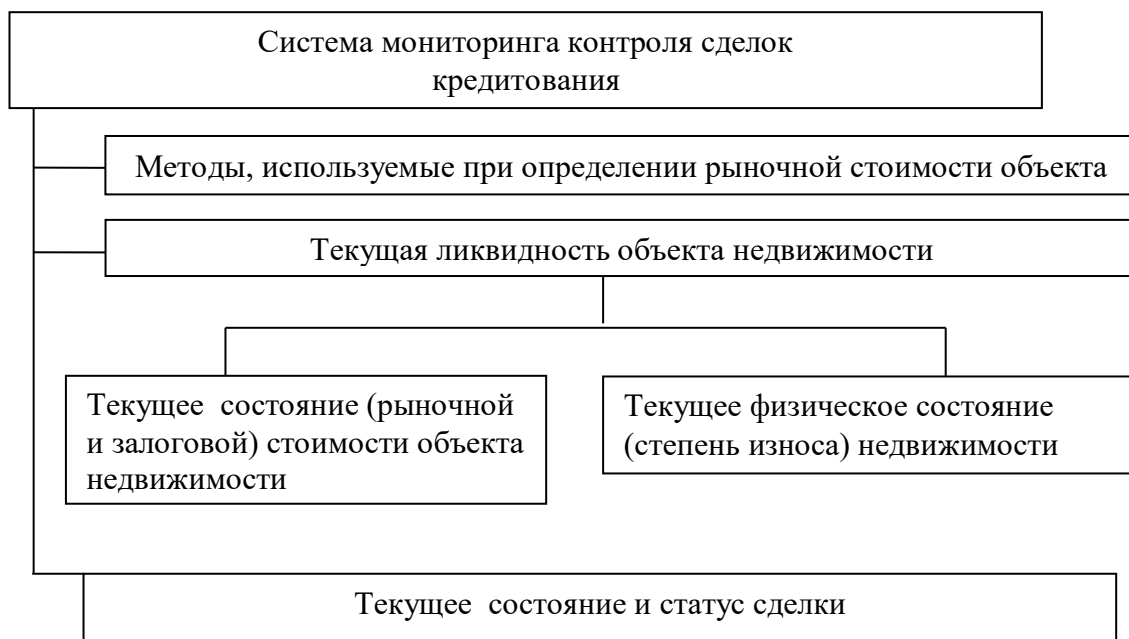 Система мониторинга контроля сделок
кредитования
Методы, используемые при определении рыночной стоимости объекта
Текущая ликвидность объекта недвижимости
Текущее состояние (рыночной
и залоговой) стоимости объекта
недвижимости
Текущее физическое состояние
(степень износа) недвижимости
Текущее состояние и статус сделки